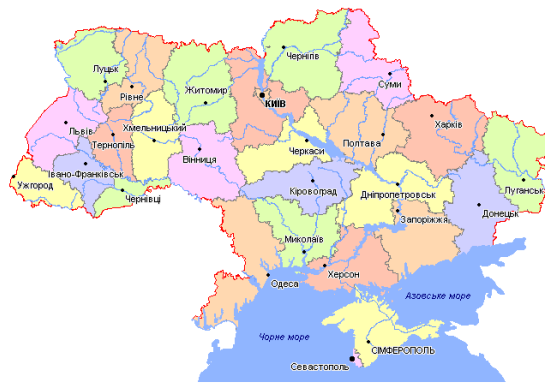 Чернігів
Луцьк
Суми
Рівне
Житомир
КИЇВ
Львів
Хмельницький
Харків
Тернопіль
Вінниця
Черкаси
Полтава
Івано-Франківськ
Ужгород
Чернівці
Кіровоград
Дніпропетровськ
Луганськ
Донецьк
Запоріжжя
Миколаїв
Херсон
Одеса
Азовське море
Чорне море
СІМФЕРОПОЛЬ
Севастополь